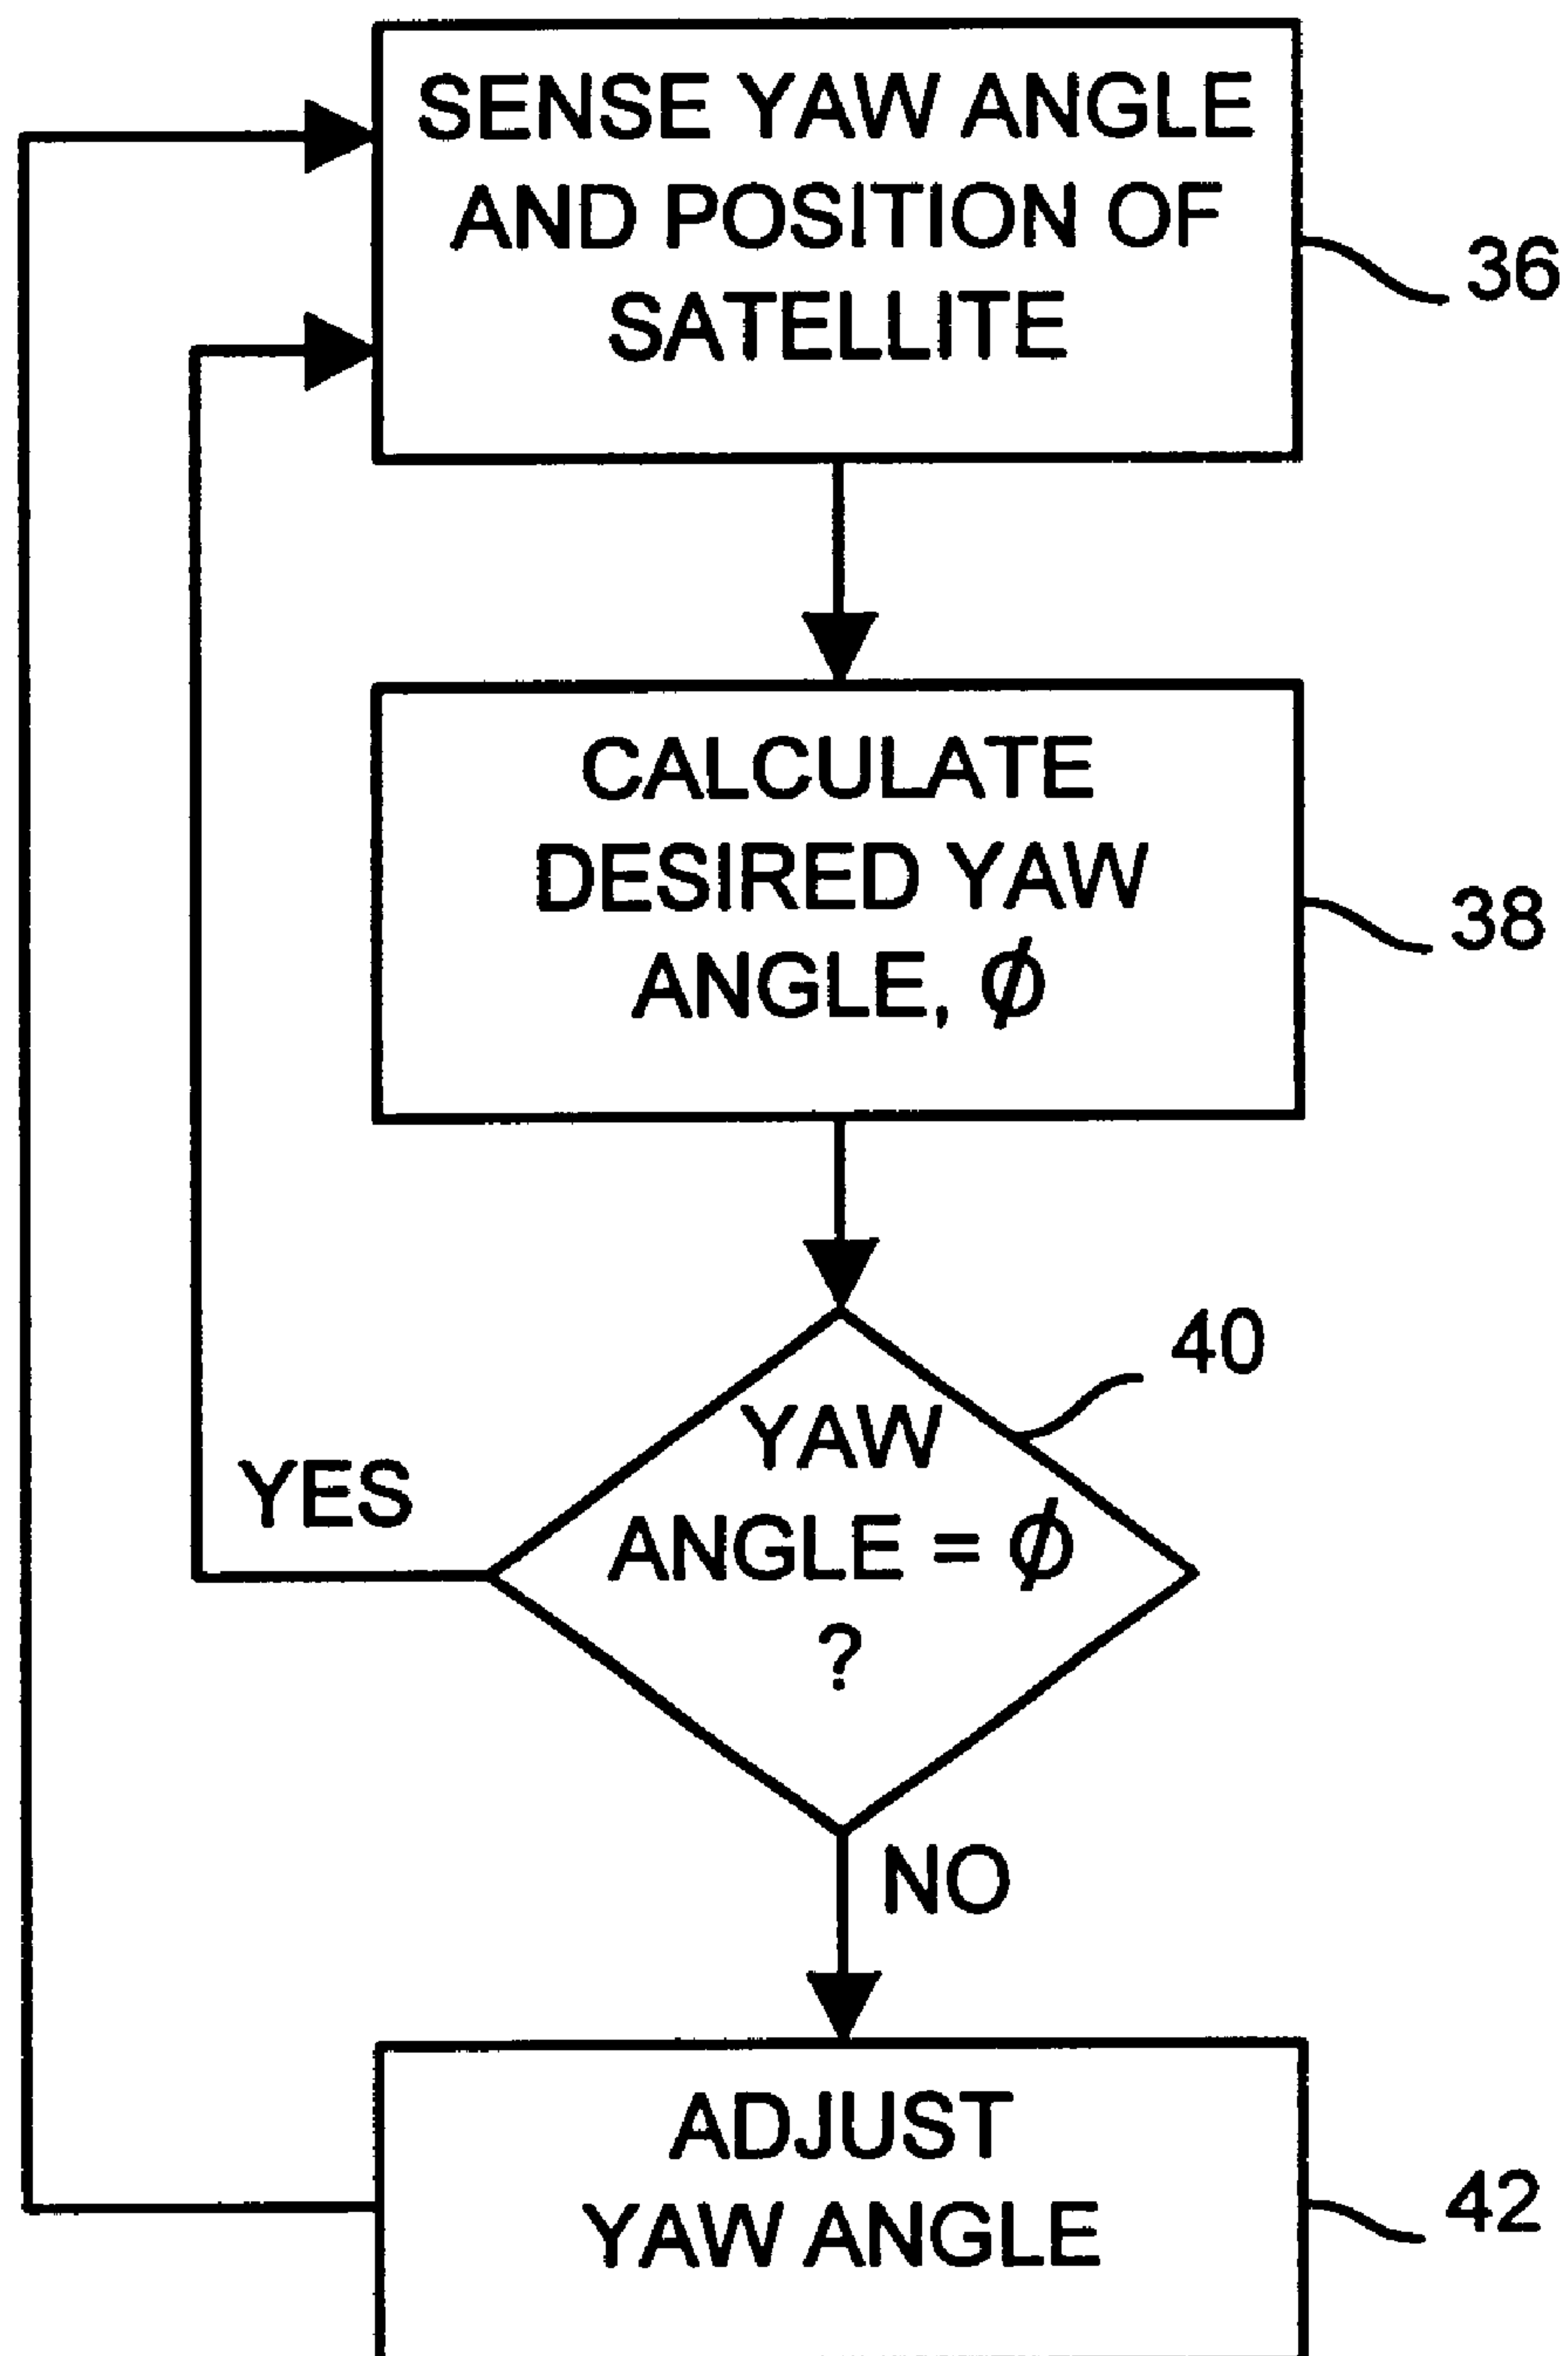 SENSE YAW ANGLE
AND POSITION OF
SATELLITE
36
CALCULATE
DESIRED YAW
ANGLE, ϕ
38
40
YAW
ANGLE = ϕ
?
YES
NO
ADJUST
YAW ANGLE
42